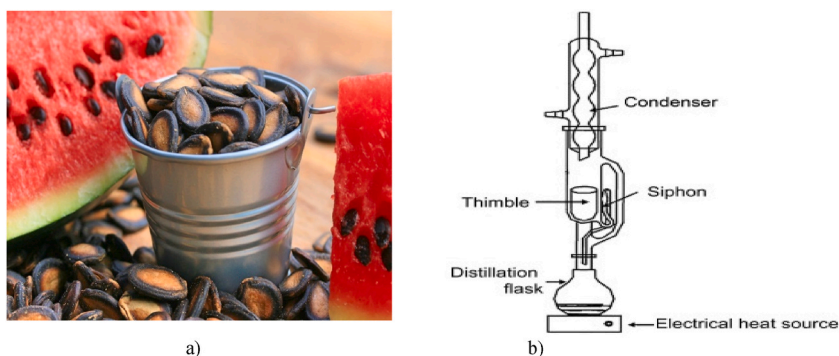 Condenser
Thimble
Siphon
Distillation
flask
Electrical heat source
a)
b)